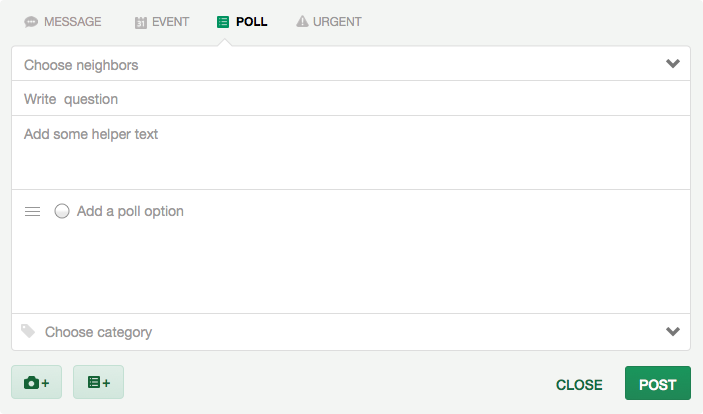 MESSAGE 31 EVENT POLL URGENT
Choose neighbors
Write question
Add some helper text
Add a poll option
Choose category
+ + CLOSE POST